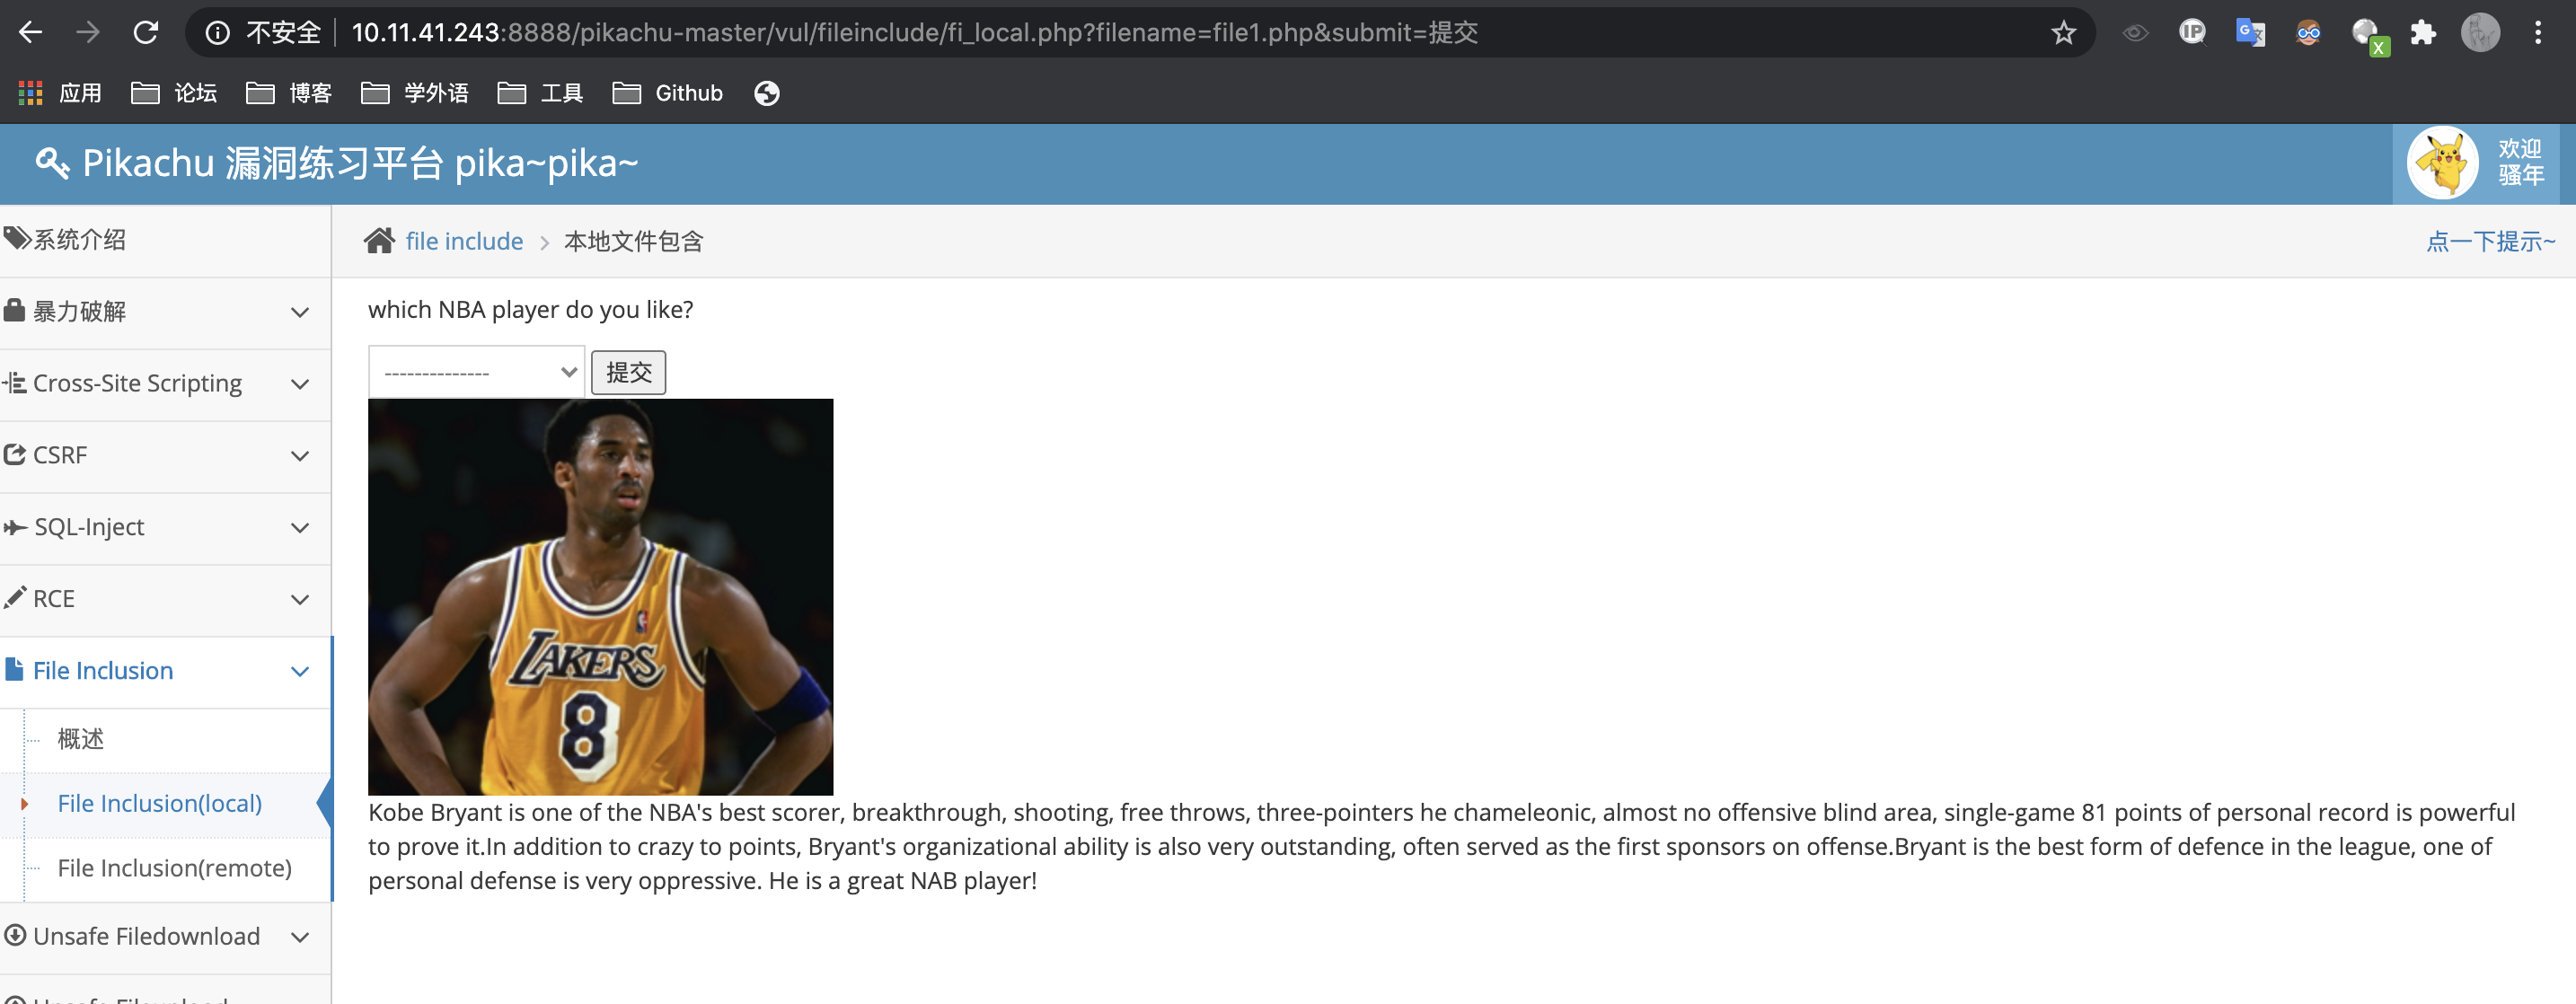 不安全 10.11.41.243:8888/pikachu-master/vul/fileinclude/fi_local.php?filename=file1.php&submit=提交
应用 论坛 博客 学外语 工具 Github
Pikachu 漏洞练习平台 pika~pika~
欢迎
骚年
系统介绍
暴力破解
Cross-Site Scripting
CSRF
SQL-Inject
RCE
File Inclusion
概述
File Inclusion(local)
File Inclusion(remote)
Unsafe Filedownload
file include > 本地文件包含
点一下提示~
which NBA player do you like?
-------------- 提交
LAKERS
8
Kobe Bryant is one of the NBA's best scorer, breakthrough, shooting, free throws, three-pointers he chameleonic, almost no offensive blind area, single-game 81 points of personal record is powerful
to prove it.In addition to crazy to points, Bryant's organizational ability is also very outstanding, often served as the first sponsors on offense.Bryant is the best form of defence in the league, one of
personal defense is very oppressive. He is a great NAB player!